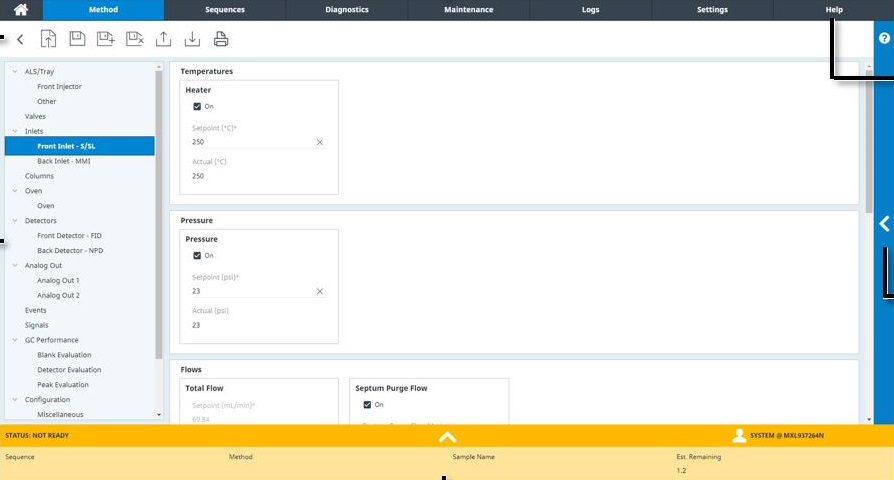 Method Sequences Diagnostics Maintenance Logs Settings Help
?
ALS/Tray
Front Injector
Other
Valves
Inlets
Front Inlet - S/SL
Back Inlet - MMI
Columns
Oven
Oven
Detectors
Front Detector - FID
Back Detector - NPD
Analog Out
Analog Out 1
Analog Out 2
Events
Signals
GC Performance
Blank Evaluation
Detector Evaluation
Peak Evaluation
Configuration
Miscellaneous
Temperatures
Heater
On
Setpoint (°C)*
250
Actual (°C)
250
Pressure
Pressure
On
Setpoint (psi)*
23
Actual (psi)
23
Flows
Total Flow
Setpoint (mL/min)*
69.84
Septum Purge Flow
On
STATUS: NOT READY
SYSTEM @ MXL937264N
Sequence Method Sample Name Est. Remaining
1.2